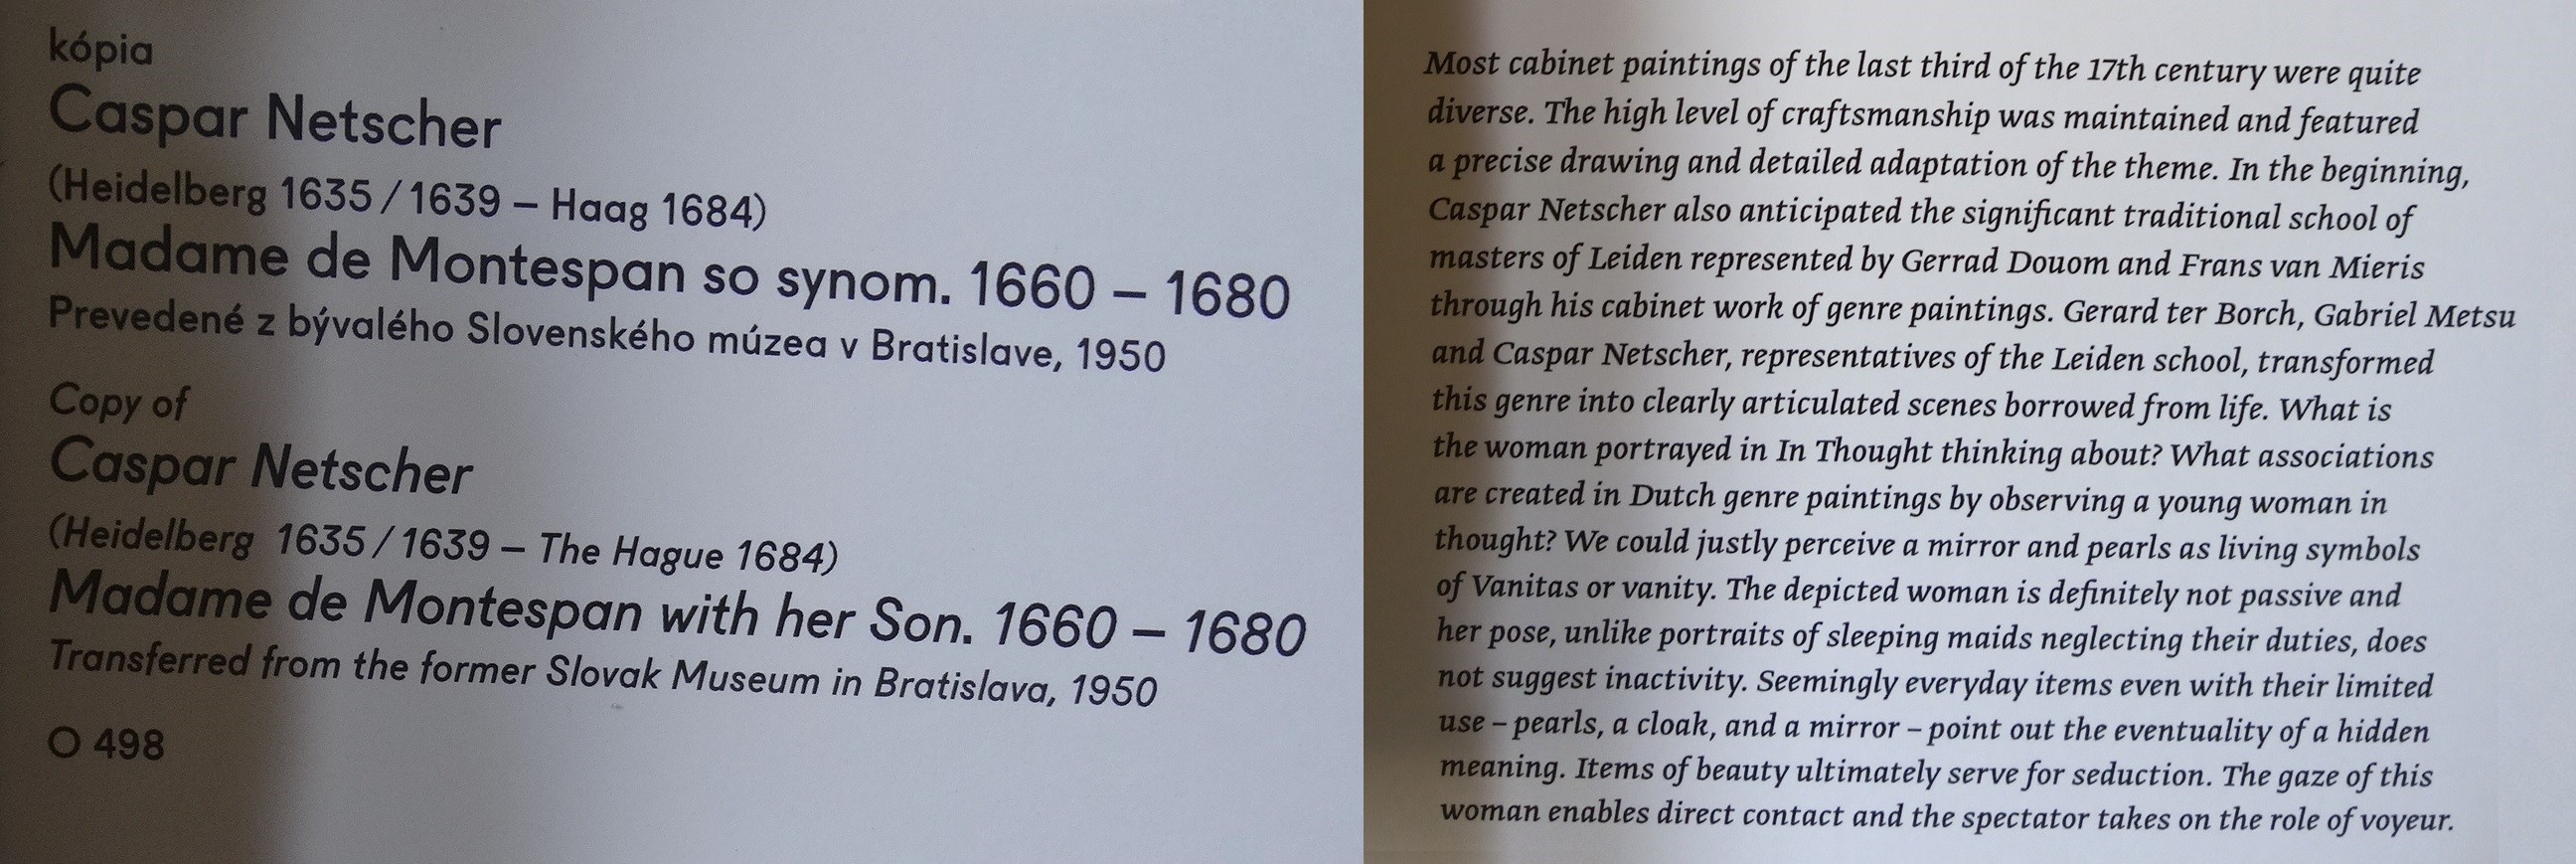 kópia
Caspar Netscher
(Heidelberg 1635 / 1639 – Haag 1684)
Madame de Montespan so synom. 1660 – 1680
Prevedené z bývalého Slovenského múzea v Bratislave, 1950
Copy of
Caspar Netscher
(Heidelberg 1635 / 1639 – The Hague 1684)
Madame de Montespan with her Son. 1660 – 1680
Transferred from the former Slovak Museum in Bratislava, 1950
O 498
Most cabinet paintings of the last third of the 17th century were quite
diverse. The high level of craftsmanship was maintained and featured
a precise drawing and detailed adaptation of the theme. In the beginning,
Caspar Netscher also anticipated the significant traditional school of
masters of Leiden represented by Gerrad Douom and Frans van Mieris
through his cabinet work of genre paintings. Gerard ter Borch, Gabriel Metsu
and Caspar Netscher, representatives of the Leiden school, transformed
this genre into clearly articulated scenes borrowed from life. What is
the woman portrayed in In Thought thinking about? What associations
are created in Dutch genre paintings by observing a young woman in
thought? We could justly perceive a mirror and pearls as living symbols
of Vanitas or vanity. The depicted woman is definitely not passive and
her pose, unlike portraits of sleeping maids neglecting their duties, does
not suggest inactivity. Seemingly everyday items even with their limited
use – pearls, a cloak, and a mirror – point out the eventuality of a hidden
meaning. Items of beauty ultimately serve for seduction. The gaze of this
woman enables direct contact and the spectator takes on the role of voyeur.